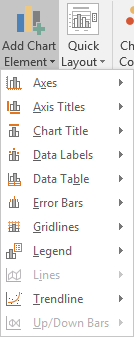 Add Chart Quick Ch
Element Layout Co
Axes
Axis Titles
Chart Title
Data Labels
Data Table
Error Bars
Gridlines
Legend
Lines
Trendline
Up/Down Bars